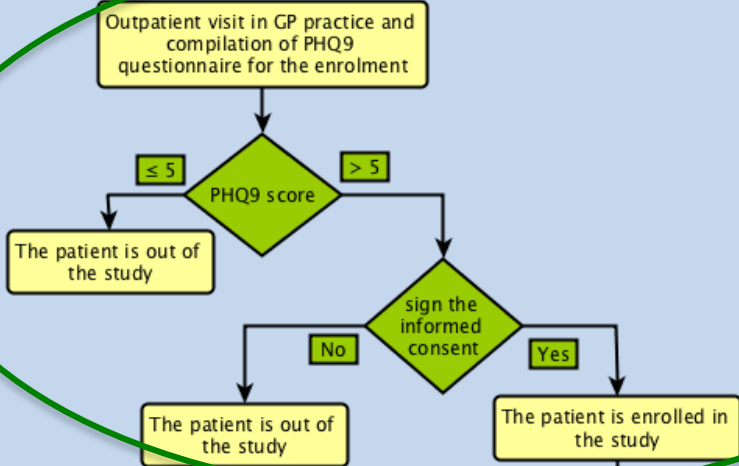 Outpatient visit in GP practice and
compilation of PHQ9
questionnaire for the enrolment
≤ 5
> 5
PHQ9 score
The patient is out of
the study
sign the
informed
consent
No
Yes
The patient is out of
the study
The patient is enrolled in
the study